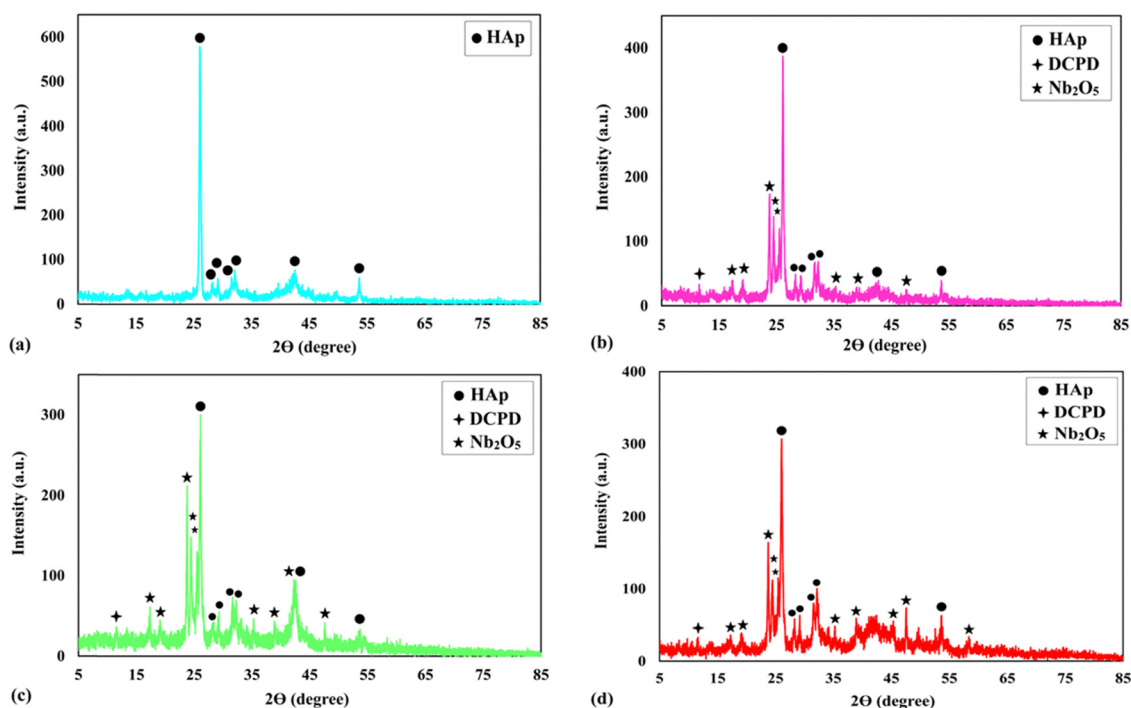 600
500
400
300
200
100
0
Intensity (a.u.)
HAp
5 15 25 35 45 55 65 75 85
2Θ (degree)
(a)
400
300
200
100
0
Intensity (a.u.)
HAp
DCPD
Nb₂O₅
5 15 25 35 45 55 65 75 85
2Θ (degree)
(b)
300
200
100
0
Intensity (a.u.)
HAp
DCPD
Nb₂O₅
5 15 25 35 45 55 65 75 85
2Θ (degree)
(c)
400
300
200
100
0
Intensity (a.u.)
HAp
DCPD
Nb₂O₅
5 15 25 35 45 55 65 75 85
2Θ (degree)
(d)